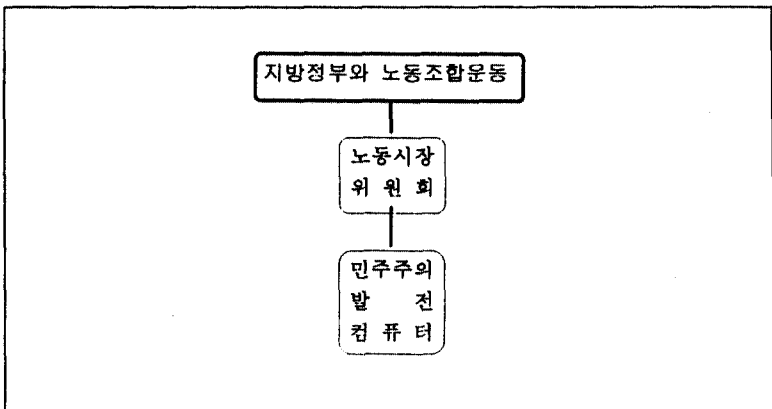 지방정부와 노동조합운동
노동시장
위 원 회
민주주의
발 전
컴 퓨 터